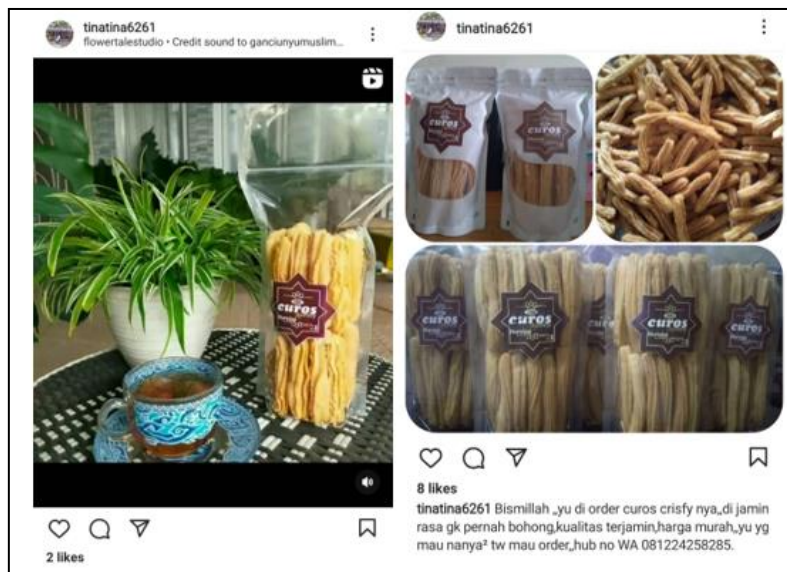 tinatina6261
flowertalestudio • Credit sound to ganciunyumuslim...
curos
2 likes
tinatina6261
curos
curos
curos
curos
curos
curos
8 likes
tinatina6261 Bismillah ,,yu di order curos crisfy nya,,di jamin
rasa gk pernah bohong,kualitas terjamin,harga murah,,yu yg
mau nanya² tw mau order,,hub no WA 081224258285.